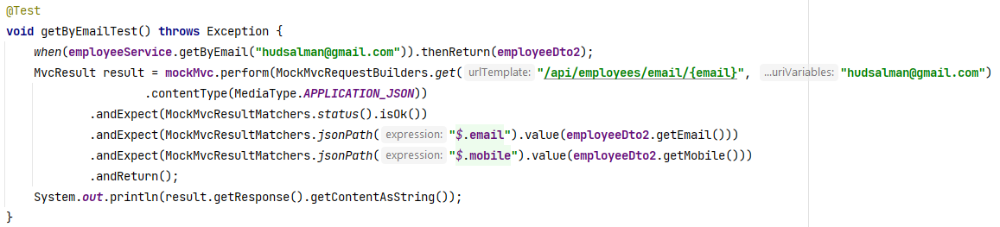 @Test
void getByEmailTest() throws Exception {
when(employeeService.getByEmail("hudsalman@gmail.com")).thenReturn(employeeDto2);
MvcResult result = mockMvc.perform(MockMvcRequestBuilders.get( urlTemplate: "/api/employees/email/{email}", ...uriVariables: "hudsalman@gmail.com")
.contentType(MediaType.APPLICATION_JSON))
.andExpect(MockMvcResultMatchers.status().isOk())
.andExpect(MockMvcResultMatchers.jsonPath( expression: "$.email").value(employeeDto2.getEmail()))
.andExpect(MockMvcResultMatchers.jsonPath( expression: "$.mobile").value(employeeDto2.getMobile()))
.andReturn();
System.out.println(result.getResponse().getContentAsString());
}